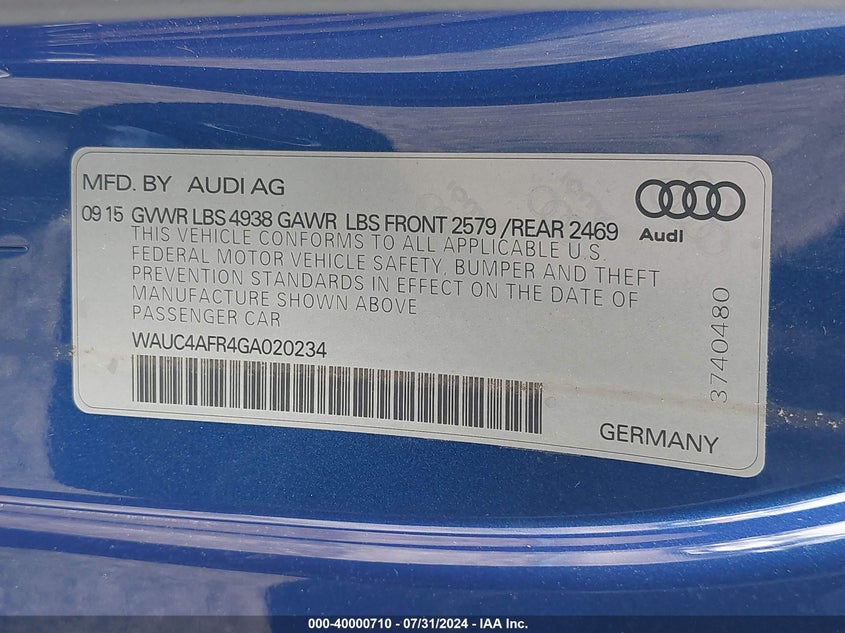 MFD. BY AUDI AG
09 15 GVWR LBS 4938 GAWR LBS FRONT 2579 /REAR 2469
THIS VEHICLE CONFORMS TO ALL APPLICABLE U.S.
FEDERAL MOTOR VEHICLE SAFETY, BUMPER AND THEFT
PREVENTION STANDARDS IN EFFECT ON THE DATE OF
MANUFACTURE SHOWN ABOVE
PASSENGER CAR
WAUC4AFR4GA020234
Audi
3740480
GERMANY
000-40000710 - 07/31/2024 - IAA Inc.